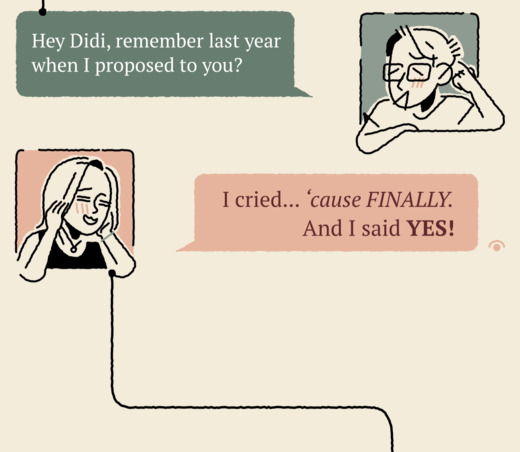 Hey Didi, remember last year
when I proposed to you?
I cried... ‘cause FINALLY.
And I said YES!